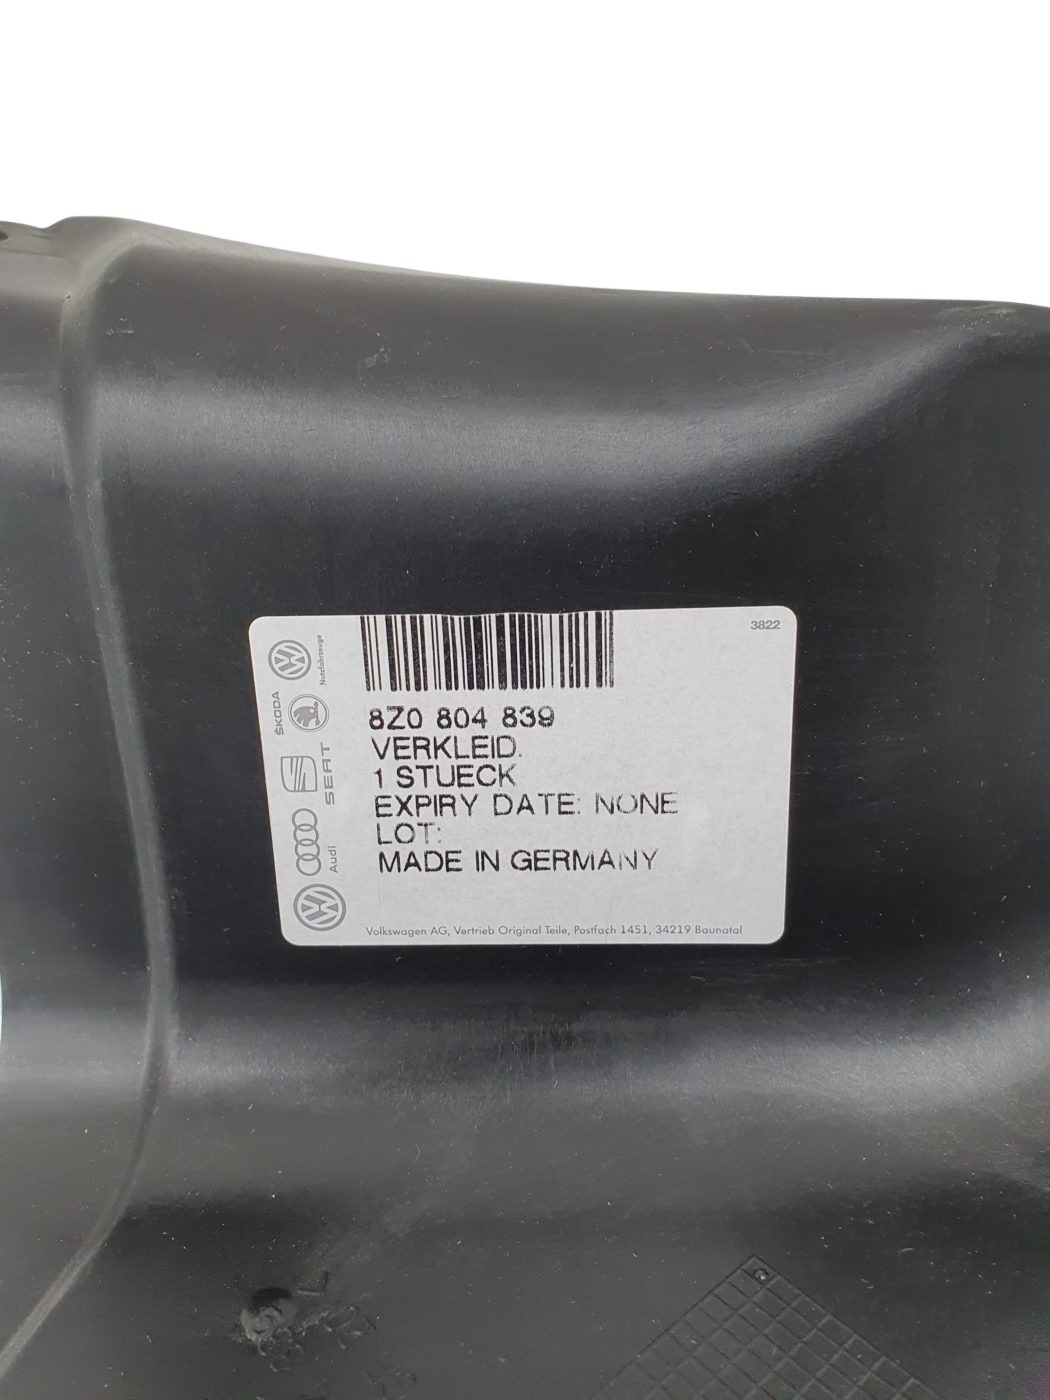 3822
8Z0 804 839
VERKLEID.
1 STUECK
EXPIRY DATE: NONE
LOT:
MADE IN GERMANY
Volkswagen AG, Vertrieb Original Teile, Postfach 1451, 34219 Baunatal
Nutzfahrzeuge
ŠKODA
SEAT
Audi